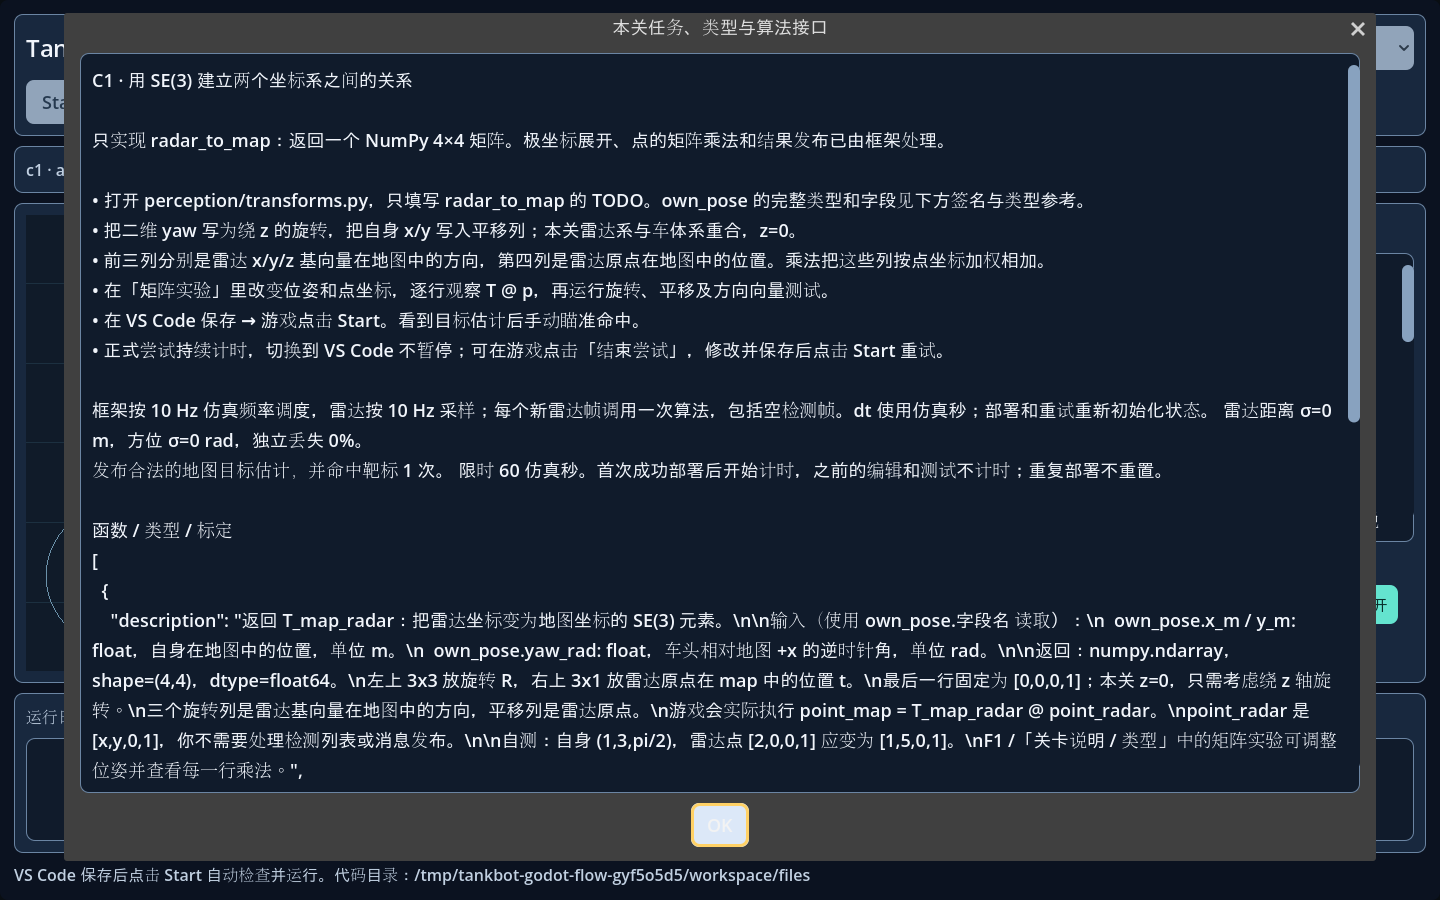 本关任务、类型与算法接口
Tan
Sta
c1 · a
C1 · 用 SE(3) 建立两个坐标系之间的关系
只实现 radar_to_map：返回一个 NumPy 4×4 矩阵。极坐标展开、点的矩阵乘法和结果发布已由框架处理。
• 打开 perception/transforms.py，只填写 radar_to_map 的 TODO。own_pose 的完整类型和字段见下方签名与类型参考。
• 把二维 yaw 写为绕 z 的旋转，把自身 x/y 写入平移列；本关雷达系与车体系重合，z=0。
• 前三列分别是雷达 x/y/z 基向量在地图中的方向，第四列是雷达原点在地图中的位置。乘法把这些列按点坐标加权相加。
• 在「矩阵实验」里改变位姿和点坐标，逐行观察 T @ p，再运行旋转、平移及方向向量测试。
• 在 VS Code 保存 → 游戏点击 Start。看到目标估计后手动瞄准命中。
• 正式尝试持续计时，切换到 VS Code 不暂停；可在游戏点击「结束尝试」，修改并保存后点击 Start 重试。
框架按 10 Hz 仿真频率调度，雷达按 10 Hz 采样；每个新雷达帧调用一次算法，包括空检测帧。dt 使用仿真秒；部署和重试重新初始化状态。 雷达距离 σ=0
m，方位 σ=0 rad，独立丢失 0%。
发布合法的地图目标估计，并命中靶标 1 次。 限时 60 仿真秒。首次成功部署后开始计时，之前的编辑和测试不计时；重复部署不重置。
函数 / 类型 / 标定
[
{
"description": "返回 T_map_radar：把雷达坐标变为地图坐标的 SE(3) 元素。\n\n输入（使用 own_pose.字段名 读取）：\n  own_pose.x_m / y_m:
float，自身在地图中的位置，单位 m。\n  own_pose.yaw_rad: float，车头相对地图 +x 的逆时针角，单位 rad。\n\n返回：numpy.ndarray，
shape=(4,4)，dtype=float64。\n左上 3x3 放旋转 R，右上 3x1 放雷达原点在 map 中的位置 t。\n最后一行固定为 [0,0,0,1]；本关 z=0，只需考虑绕 z 轴旋
转。\n三个旋转列是雷达基向量在地图中的方向，平移列是雷达原点。\n游戏会实际执行 point_map = T_map_radar @ point_radar。\npoint_radar 是
[x,y,0,1]，你不需要处理检测列表或消息发布。\n\n自测：自身 (1,3,pi/2)，雷达点 [2,0,0,1] 应变为 [1,5,0,1]。\nF1 /「关卡说明 / 类型」中的矩阵实验可调整
位姿并查看每一行乘法。",
开
运行日
OK
VS Code 保存后点击 Start 自动检查并运行。代码目录：/tmp/tankbot-godot-flow-gyf5o5d5/workspace/files